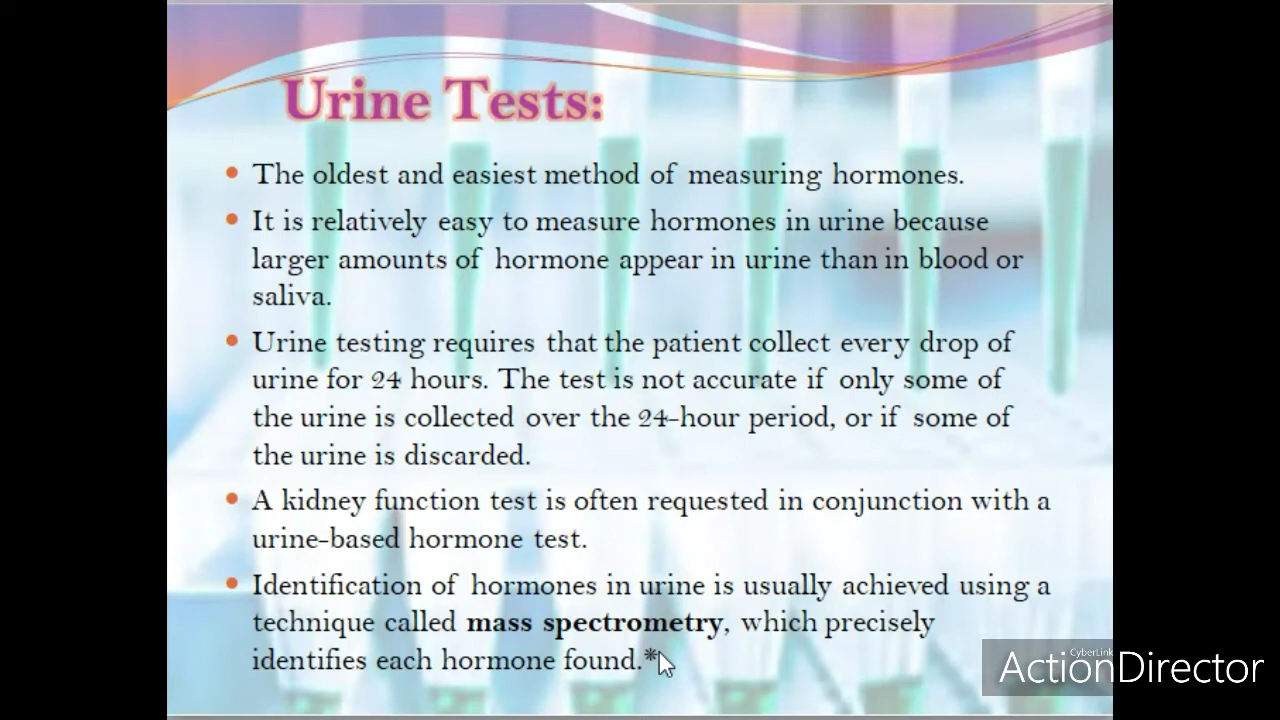 Urine Tests:
• The oldest and easiest method of measuring hormones.
• It is relatively easy to measure hormones in urine because
larger amounts of hormone appear in urine than in blood or
saliva.
• Urine testing requires that the patient collect every drop of
urine for 24 hours. The test is not accurate if only some of
the urine is collected over the 24-hour period, or if some of
the urine is discarded.
• A kidney function test is often requested in conjunction with a
urine-based hormone test.
• Identification of hormones in urine is usually achieved using a
technique called mass spectrometry, which precisely
identifies each hormone found.*
CyberLink
ActionDirector